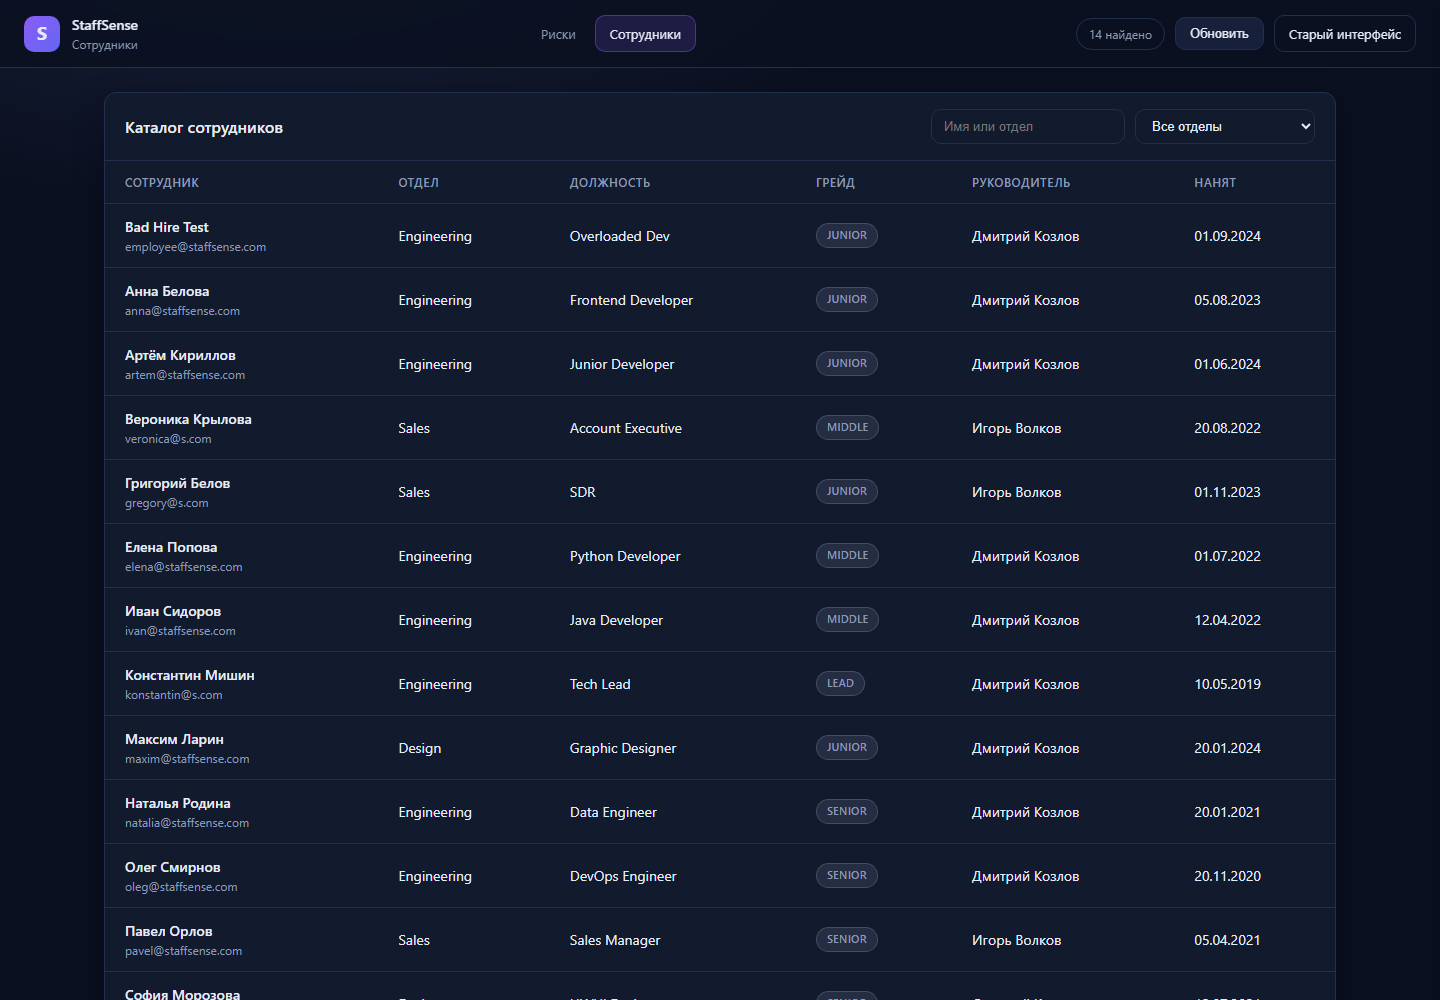 S
StaffSense
Сотрудники
Риски
Сотрудники
14 найдено
Обновить
Старый интерфейс
Каталог сотрудников
Имя или отдел
Все отделы
СОТРУДНИК ОТДЕЛ ДОЛЖНОСТЬ ГРЕЙД РУКОВОДИТЕЛЬ НАНЯТ
Bad Hire Test
employee@staffsense.com
Engineering Overloaded Dev JUNIOR Дмитрий Козлов 01.09.2024
Анна Белова
anna@staffsense.com
Engineering Frontend Developer JUNIOR Дмитрий Козлов 05.08.2023
Артём Кириллов
artem@staffsense.com
Engineering Junior Developer JUNIOR Дмитрий Козлов 01.06.2024
Вероника Крылова
veronica@s.com
Sales Account Executive MIDDLE Игорь Волков 20.08.2022
Григорий Белов
gregory@s.com
Sales SDR JUNIOR Игорь Волков 01.11.2023
Елена Попова
elena@staffsense.com
Engineering Python Developer MIDDLE Дмитрий Козлов 01.07.2022
Иван Сидоров
ivan@staffsense.com
Engineering Java Developer MIDDLE Дмитрий Козлов 12.04.2022
Константин Мишин
konstantin@s.com
Engineering Tech Lead LEAD Дмитрий Козлов 10.05.2019
Максим Ларин
maxim@staffsense.com
Design Graphic Designer JUNIOR Дмитрий Козлов 20.01.2024
Наталья Родина
natalia@staffsense.com
Engineering Data Engineer SENIOR Дмитрий Козлов 20.01.2021
Олег Смирнов
oleg@staffsense.com
Engineering DevOps Engineer SENIOR Дмитрий Козлов 20.11.2020
Павел Орлов
pavel@staffsense.com
Sales Sales Manager SENIOR Игорь Волков 05.04.2021
София Морозова